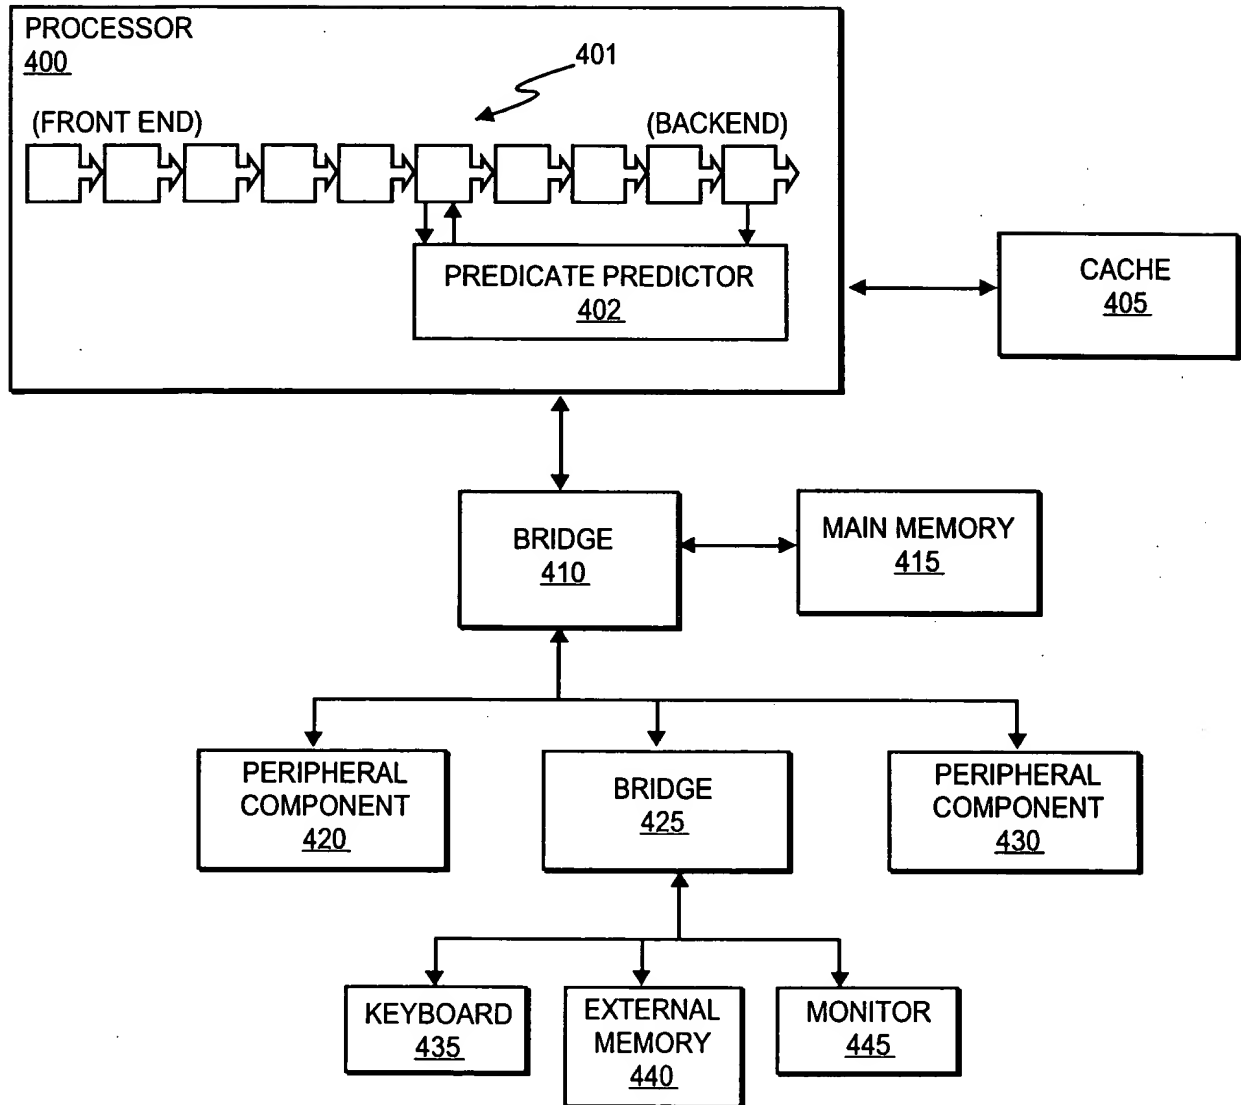 PROCESSOR
400
401
(FRONT END)
(BACKEND)
PREDICATE PREDICTOR
402
CACHE
405
BRIDGE
410
MAIN MEMORY
415
PERIPHERAL
COMPONENT
420
BRIDGE
425
PERIPHERAL
COMPONENT
430
KEYBOARD
435
EXTERNAL
MEMORY
440
MONITOR
445